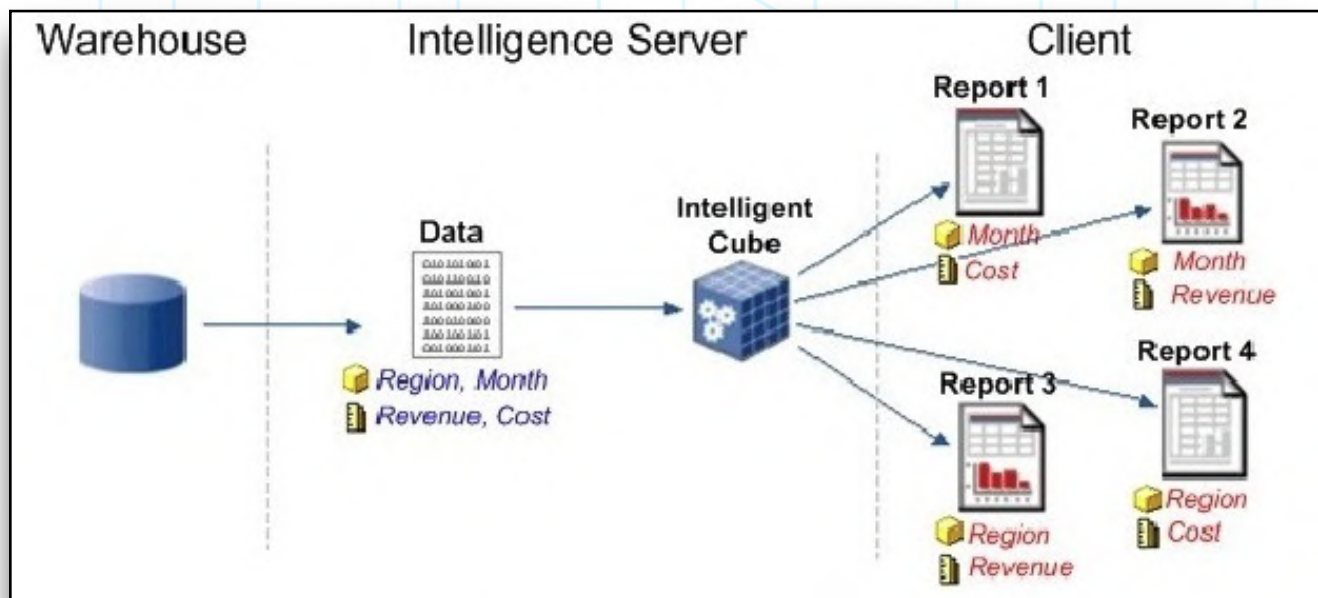 Warehouse
Intelligence Server
Client
Report 1
Report 2
Month
Cost
Month
Revenue
Intelligent
Cube
Data
Region, Month
Revenue, Cost
Report 3
Report 4
Region
Revenue
Region
Cost